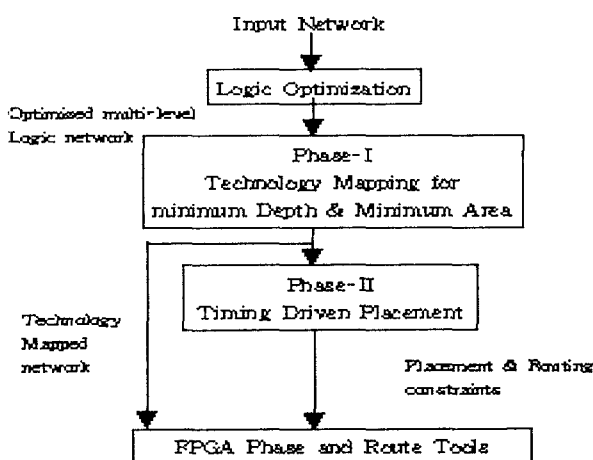 Input Network
Logic Optimization
Optimised multi-level
Logic network
Phase-I
Technology Mapping for
minimum Depth & Minimum Area
Phase-II
Timing Driven Placement
Technology
Mapped
network
Placement & Routing
constraints
FPGA Phase and Route Tools